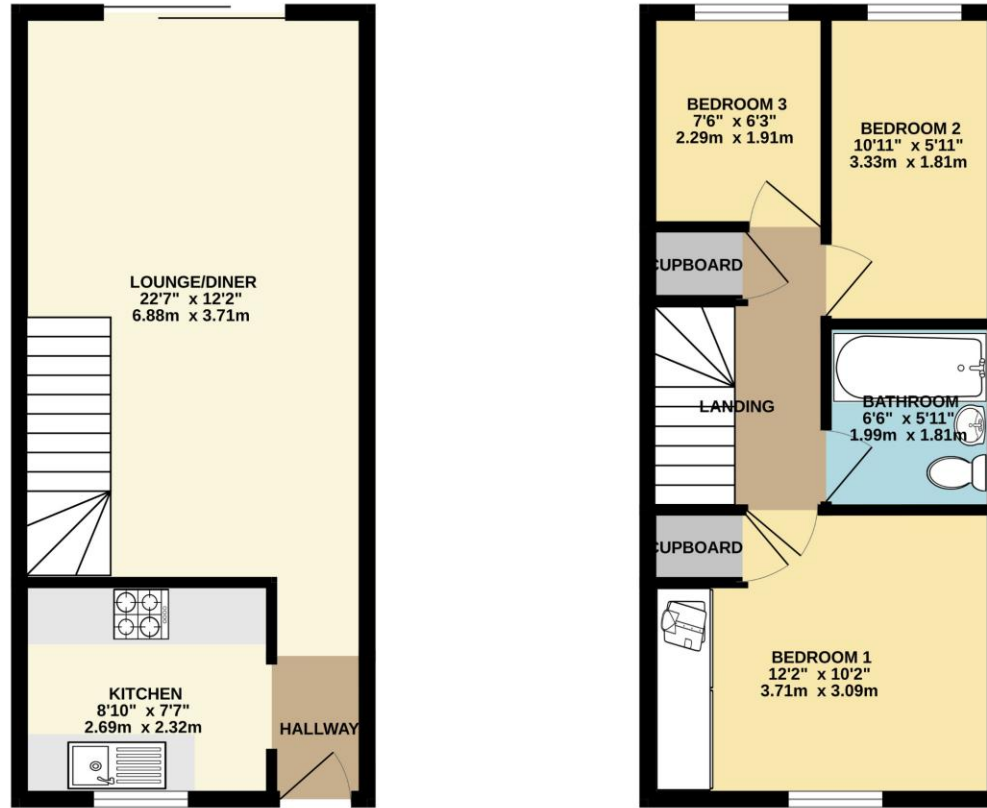 LOUNGE/DINER
22'7" x 12'2"
6.88m x 3.71m
KITCHEN
8'10" x 7'7"
2.69m x 2.32m
HALLWAY
BEDROOM 3
7'6" x 6'3"
2.29m x 1.91m
BEDROOM 2
10'11" x 5'11"
3.33m x 1.81m
CUPBOARD
LANDING
BATHROOM
6'6" x 5'11"
1.99m x 1.81m
CUPBOARD
BEDROOM 1
12'2" x 10'2"
3.71m x 3.09m